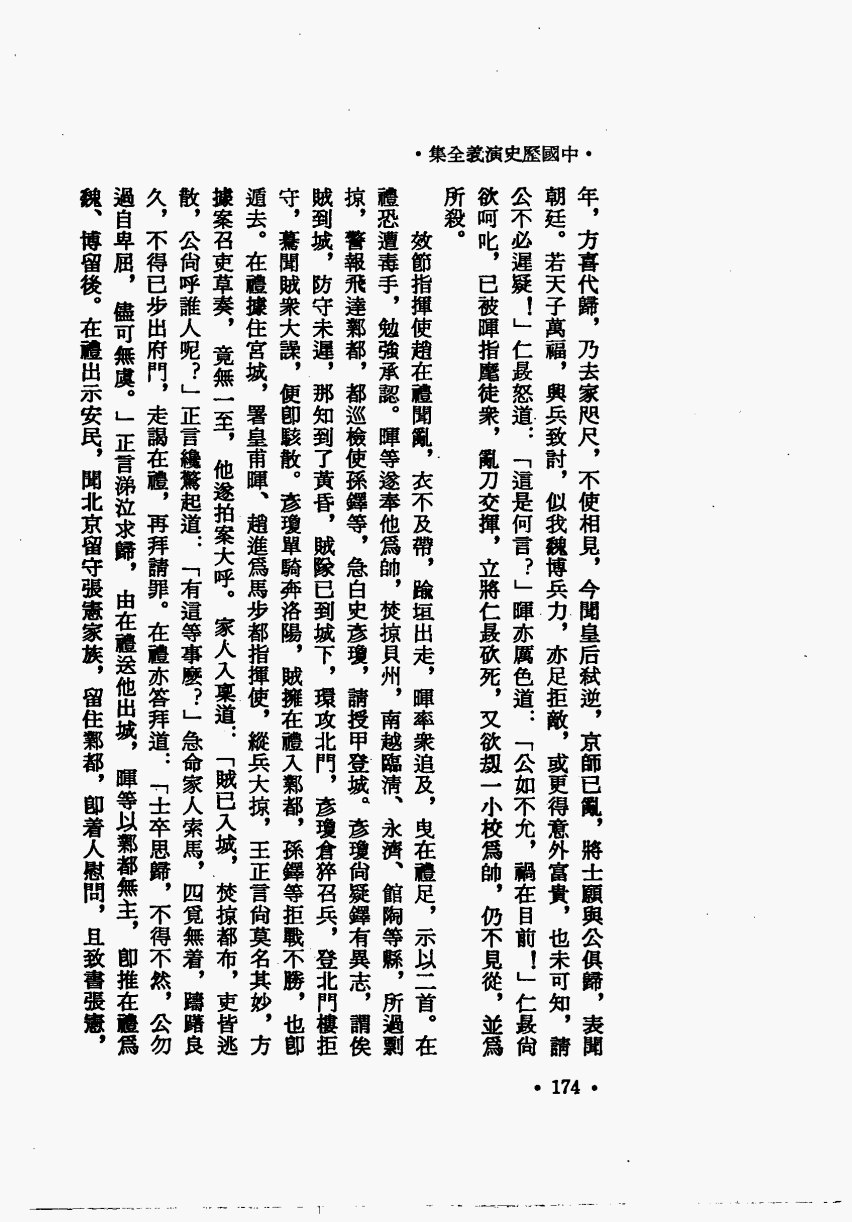 •中國歷史演義全集•
年，方喜代歸，乃去家咫尺，不使相見，今聞皇后弒逆，京師已亂，將士願與公俱歸，表聞
朝廷。若天子萬福，興兵致討，似我魏博兵力，亦足拒敵，或更得意外富貴，也未可知，請
公不必遲疑！」仁晸怒道：「這是何言？」暉亦厲色道：「公如不允，禍在目前！」仁晸尙
欲呵叱，已被暉指麾徒衆，亂刀交揮，立將仁晸砍死，又欲刼一小校爲帥，仍不見從，並爲
所殺。
效節指揮使趙在禮聞亂，衣不及帶，踰垣出走，暉率衆追及，曳在禮足，示以二首。在
禮恐遭毒手，勉強承認。暉等遂奉他爲帥，焚掠貝州，南越臨淸、永濟、館陶等縣，所過剽
掠，警報飛達鄴都，都巡檢使孫鐸等，急白史彥瓊，請授甲登城。彥瓊尙疑鐸有異志，謂俟
賊到城，防守未遲，那知到了黃昏，賊隊已到城下，環攻北門，彥瓊倉猝召兵，登北門樓拒
守，驀聞賊衆大譟，便卽駭散。彥瓊單騎奔洛陽，賊擁在禮入鄴都，孫鐸等拒戰不勝，也卽
遁去。在禮據住宮城，署皇甫暉、趙進爲馬步都指揮使，縱兵大掠，王正言尙莫名其妙，方
據案召吏草奏，竟無一至，他遂拍案大呼。家人入稟道：「賊已入城，焚掠都布，吏皆逃
散，公尙呼誰人呢？」正言纔驚起道：「有這等事麽？」急命家人索馬，四覓無着，躊躇良
久，不得已步出府門，走謁在禮，再拜請罪。在禮亦答拜道：「士卒思歸，不得不然，公勿
過自卑屈，儘可無虞。」正言涕泣求歸，由在禮送他出城，暉等以鄴都無主，卽推在禮爲
魏、博留後。在禮出示安民，聞北京留守張憲家族，留住鄴都，卽着人慰問，且致書張憲，
•174•